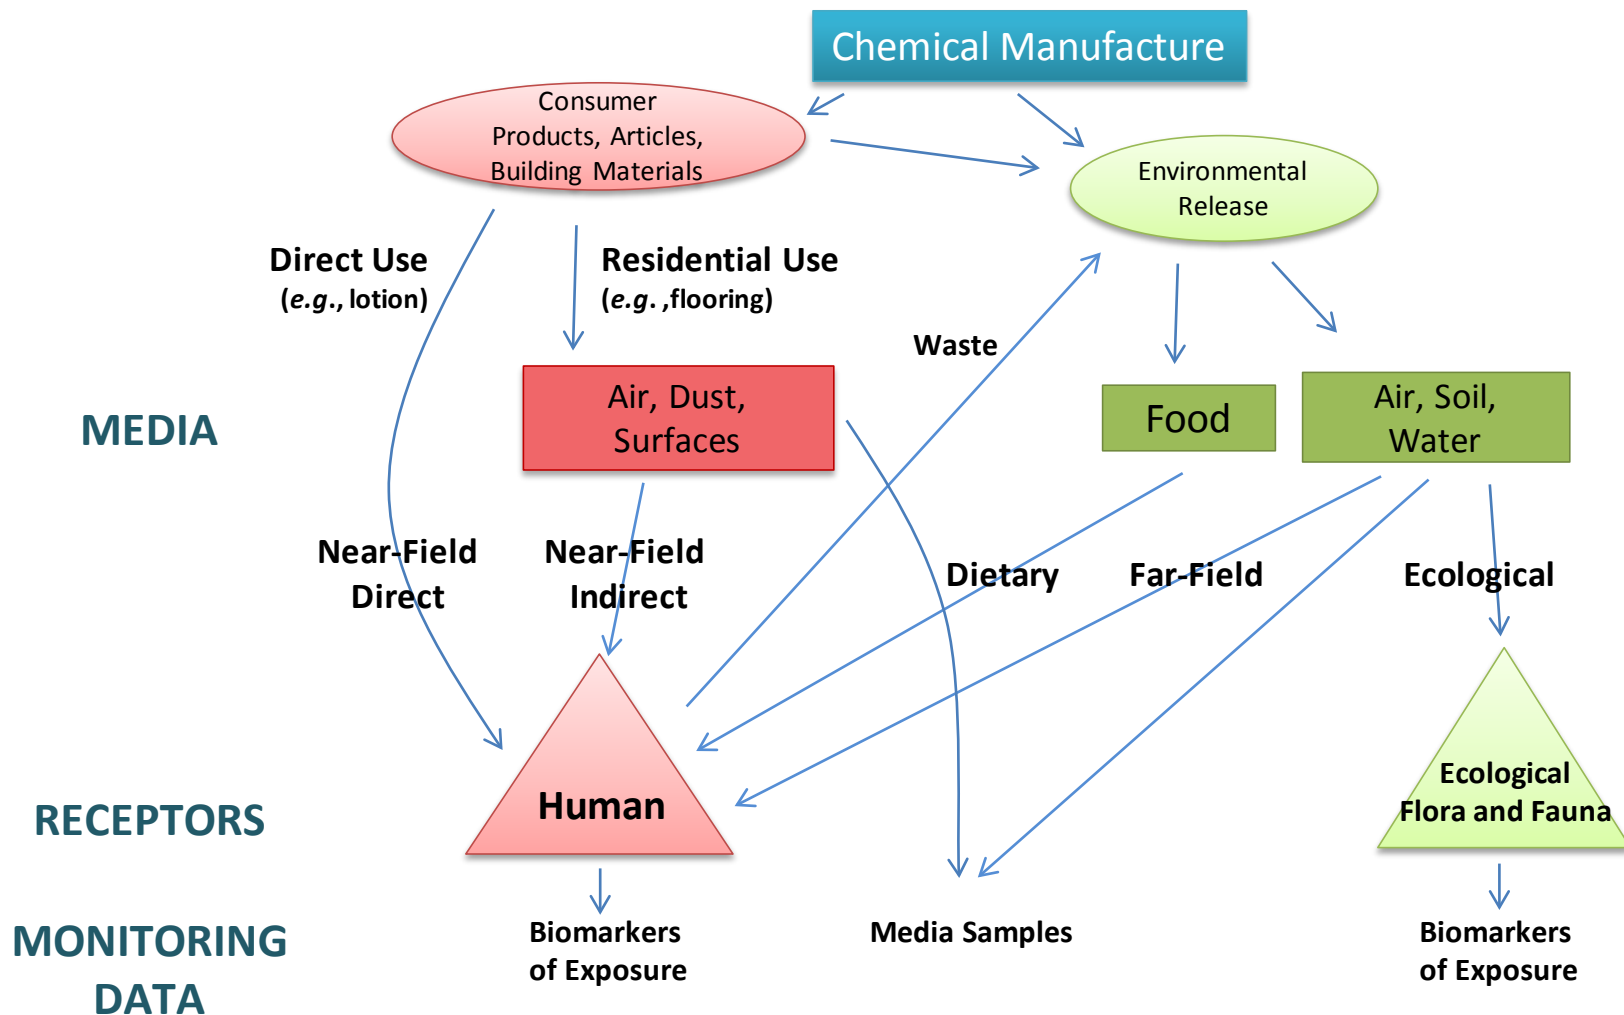 Chemical Manufacture
Consumer
Products, Articles,
Building Materials
Environmental
Release
Direct Use
(e.g., lotion)
Residential Use
(e.g. ,flooring)
Waste
MEDIA
Air, Dust,
Surfaces
Food
Air, Soil,
Water
Near-Field
Direct
Near-Field
Indirect
Dietary
Far-Field
Ecological
RECEPTORS
Human
Ecological
Flora and Fauna
MONITORING
DATA
Biomarkers
of Exposure
Media Samples
Biomarkers
of Exposure